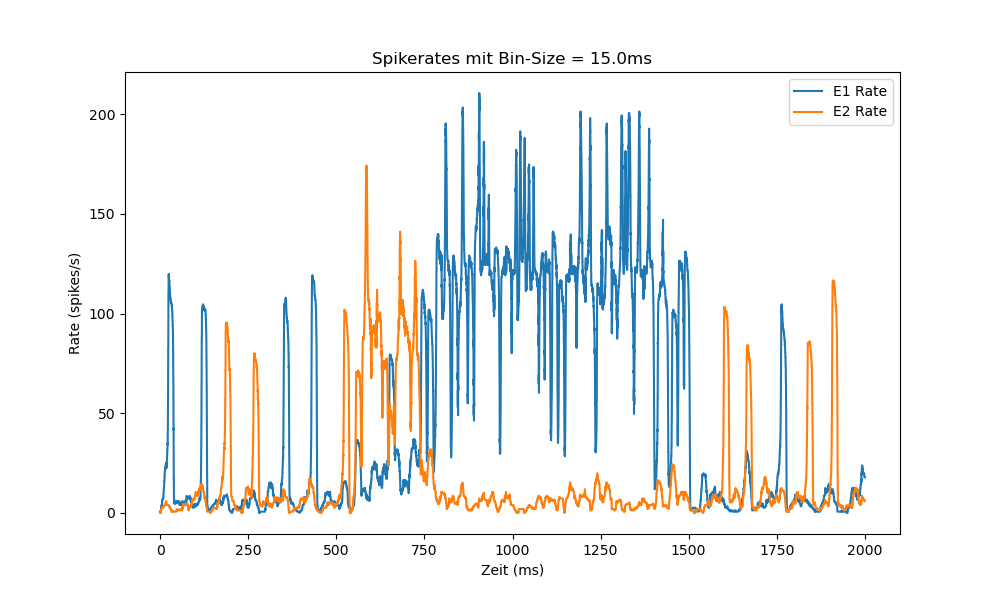 Spikerates mit Bin-Size = 15.0ms
E1 Rate
E2 Rate
Rate (spikes/s)
200
150
100
50
0
0 250 500 750 1000 1250 1500 1750 2000
Zeit (ms)